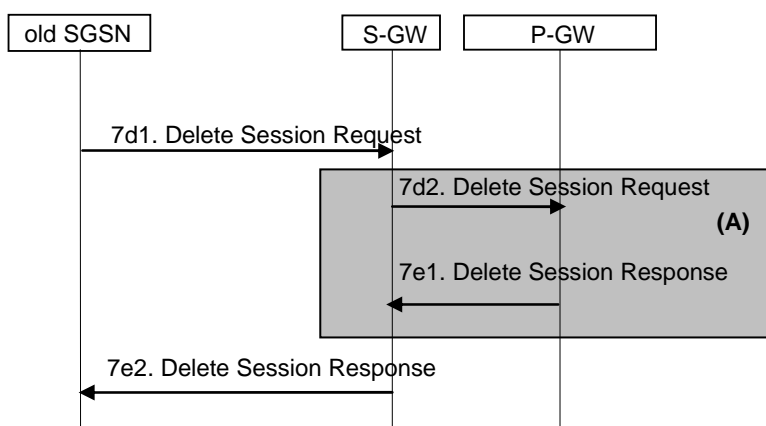 old SGSN
S-GW
P-GW
7d1. Delete Session Request
7d2. Delete Session Request
(A)
7e1. Delete Session Response
7e2. Delete Session Response